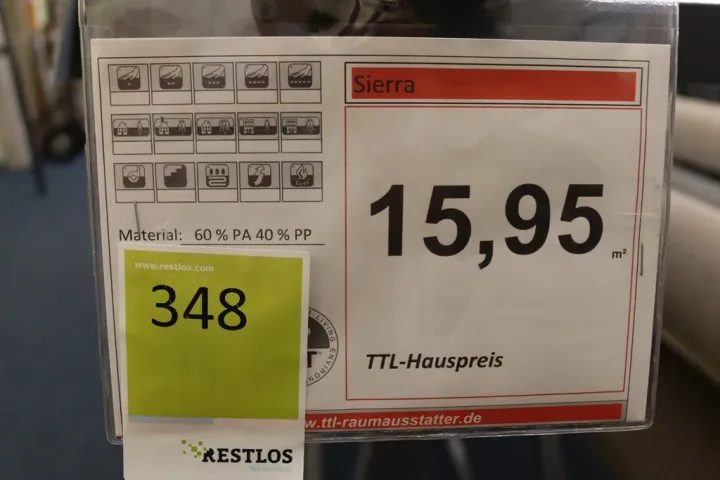 Sierra
15,95
m²
Material: 60 % PA 40 % PP
www.restlos.com
348
LIVING
TTL-Hauspreis
w.ttl-raumausstatter.de
RESTLOS